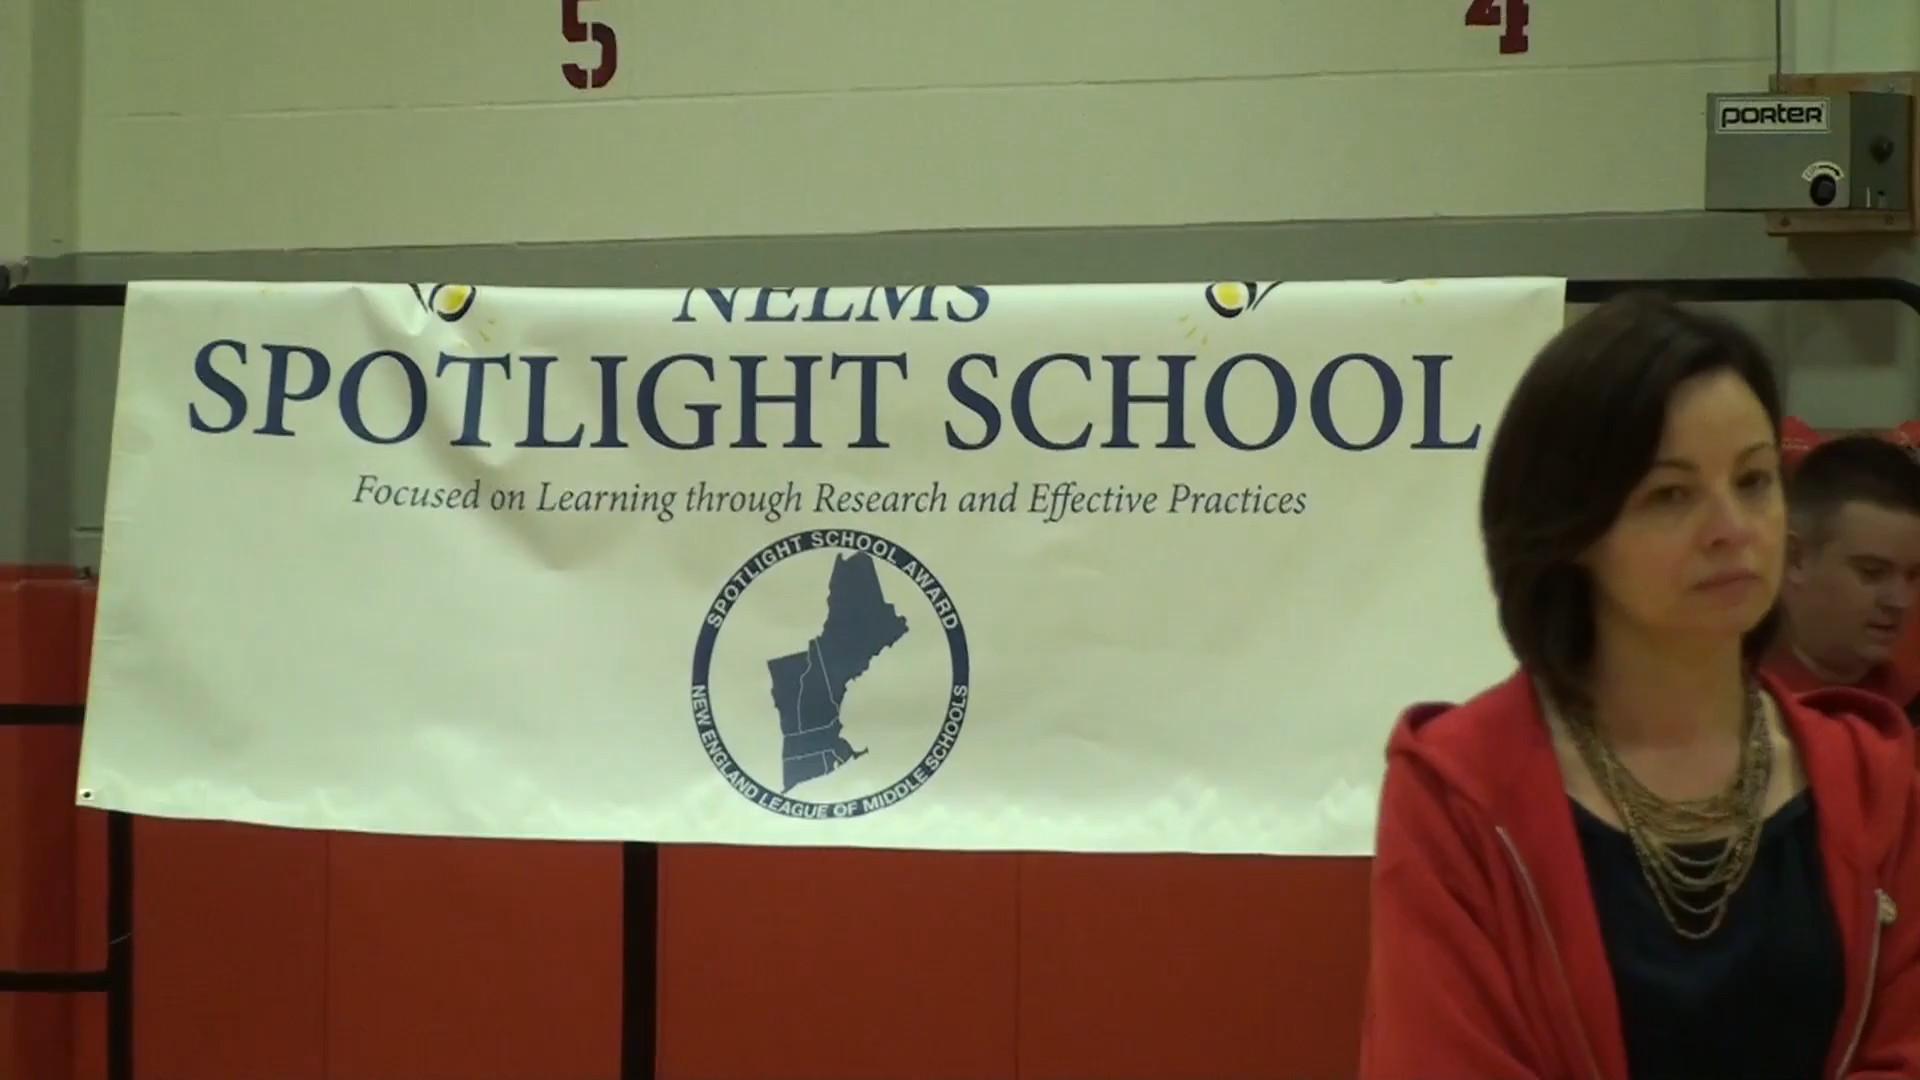 5
4
porter
NELMS
SPOTLIGHT SCHOOL
Focused on Learning through Research and Effective Practices
SPOTLIGHT SCHOOL AWARD
NEW ENGLAND LEAGUE OF MIDDLE SCHOOLS